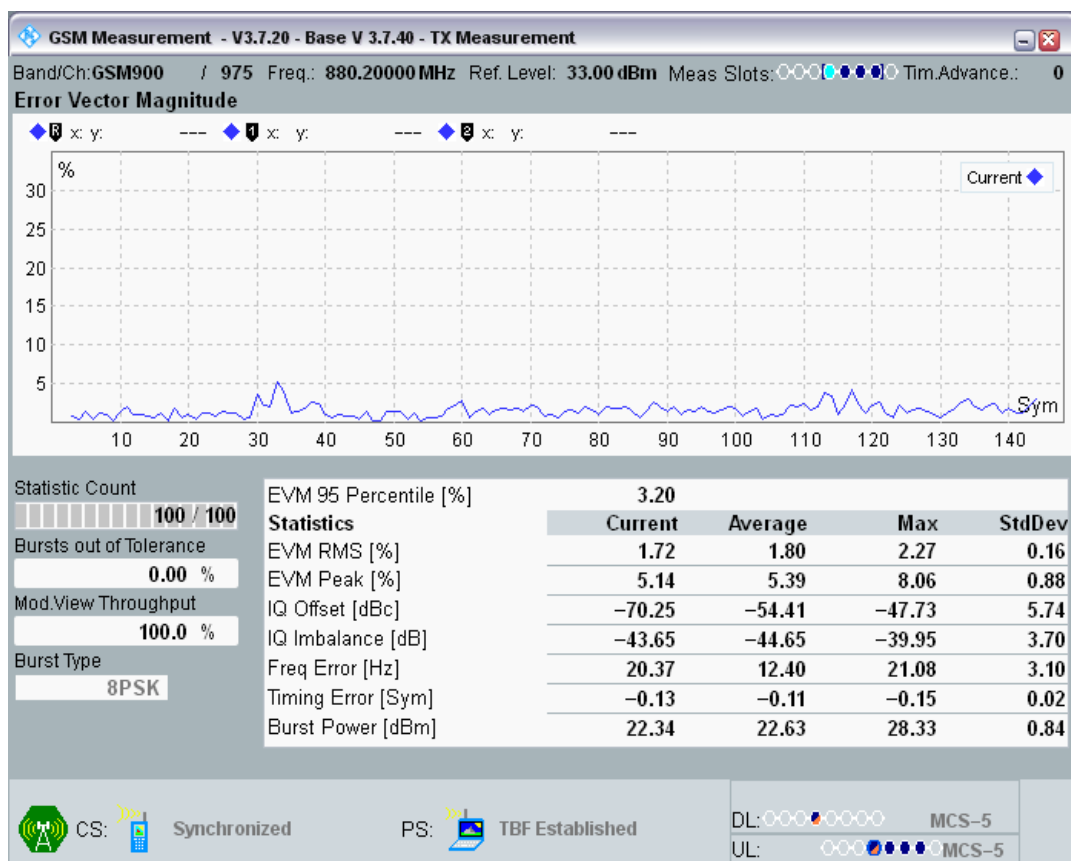 GSM Measurement - V3.7.20 - Base V 3.7.40 - TX Measurement
Band/Ch:GSM900 / 975 Freq.: 880.20000 MHz Ref. Level: 33.00 dBm Meas Slots: Tim.Advance.: 0
Error Vector Magnitude
R x: y: --- 1 x: y: --- 2 x: y: ---
%
Current
30
25
20
15
10
5
Sym
10 20 30 40 50 60 70 80 90 100 110 120 130 140
Statistic Count
100 / 100
Bursts out of Tolerance
0.00 %
Mod.View Throughput
100.0 %
Burst Type
8PSK
EVM 95 Percentile [%] 3.20
Statistics Current Average Max StdDev
EVM RMS [%] 1.72 1.80 2.27 0.16
EVM Peak [%] 5.14 5.39 8.06 0.88
IQ Offset [dBc] −70.25 −54.41 −47.73 5.74
IQ Imbalance [dB] −43.65 −44.65 −39.95 3.70
Freq Error [Hz] 20.37 12.40 21.08 3.10
Timing Error [Sym] −0.13 −0.11 −0.15 0.02
Burst Power [dBm] 22.34 22.63 28.33 0.84
CS: Synchronized PS: TBF Established
DL: MCS−5
UL: MCS−5